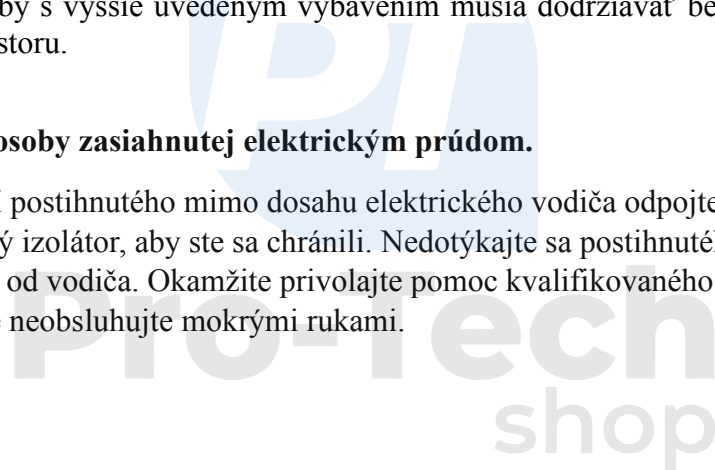 by s vyššie uvedeným vybavením musia dodržiavať be
storu.
osoby zasiahnutej elektrickým prúdom.
postihnutého mimo dosahu elektrického vodiča odpojte
ý izolátor, aby ste sa chránili. Nedotýkajte sa postihnuté
od vodiča. Okamžite privolajte pomoc kvalifikovaného
neobsluhujte mokrými rukami.
PT
Pro-Tech
shop